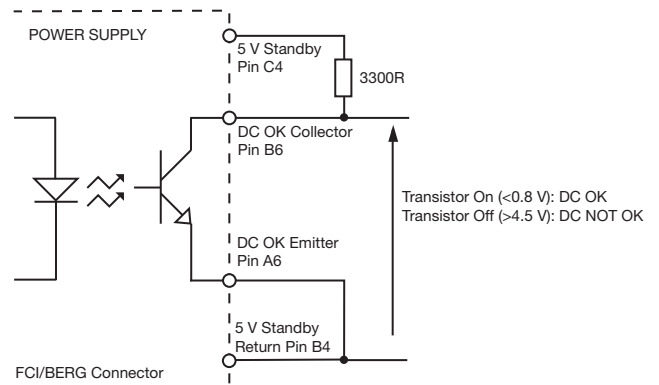 POWER SUPPLY
5 V Standby
Pin C4
3300R
DC OK Collector
Pin B6
Transistor On (<0.8 V): DC OK
Transistor Off (>4.5 V): DC NOT OK
DC OK Emitter
Pin A6
5 V Standby
Return Pin B4
FCI/BERG Connector